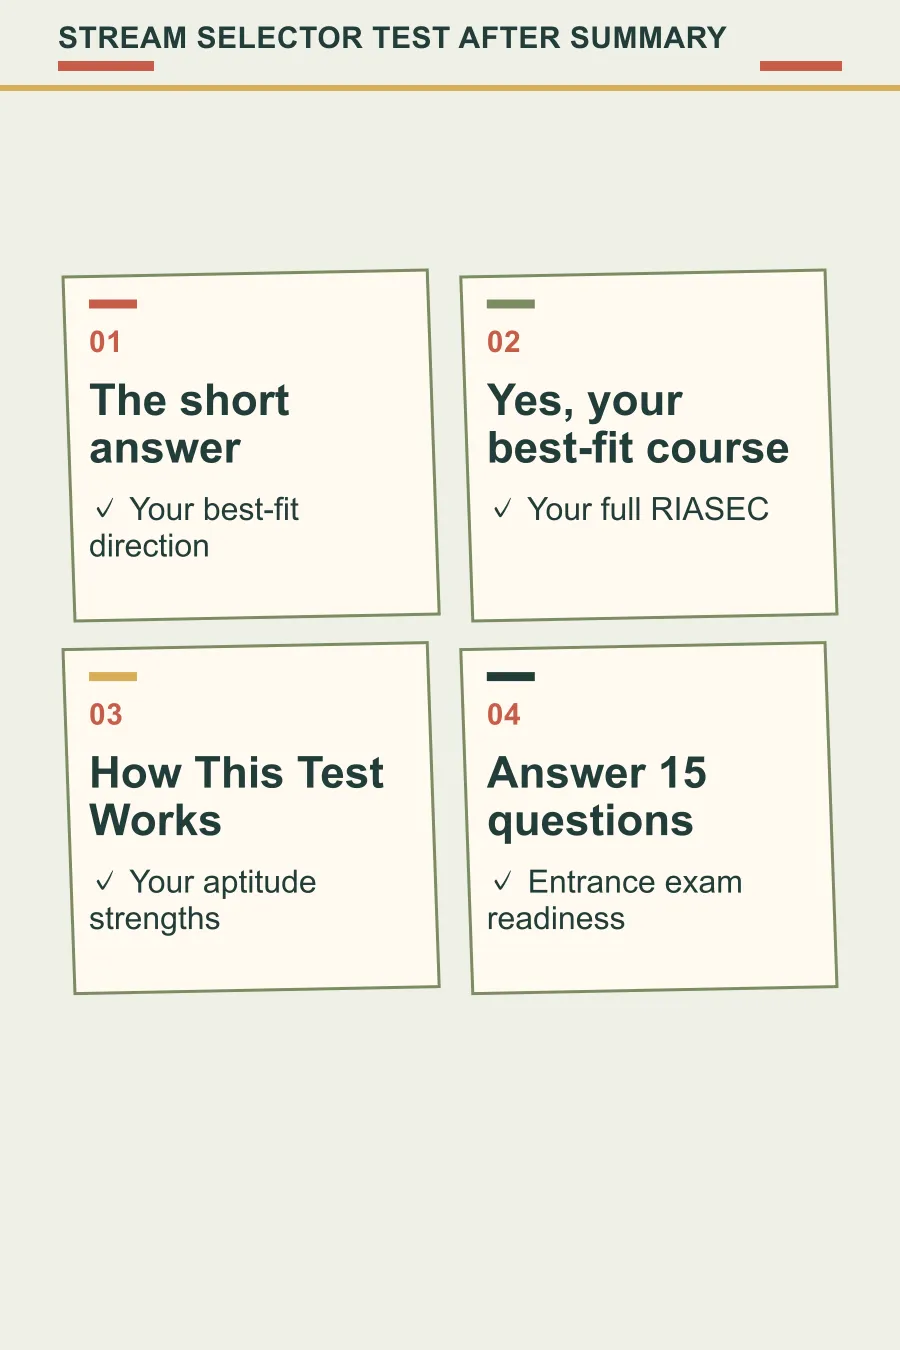 STREAM SELECTOR TEST AFTER SUMMARY
01
The short
answer
✓ Your best-fit
direction
02
Yes, your
best-fit course
✓ Your full RIASEC
03
How This Test
Works
✓ Your aptitude
strengths
04
Answer 15
questions
✓ Entrance exam
readiness